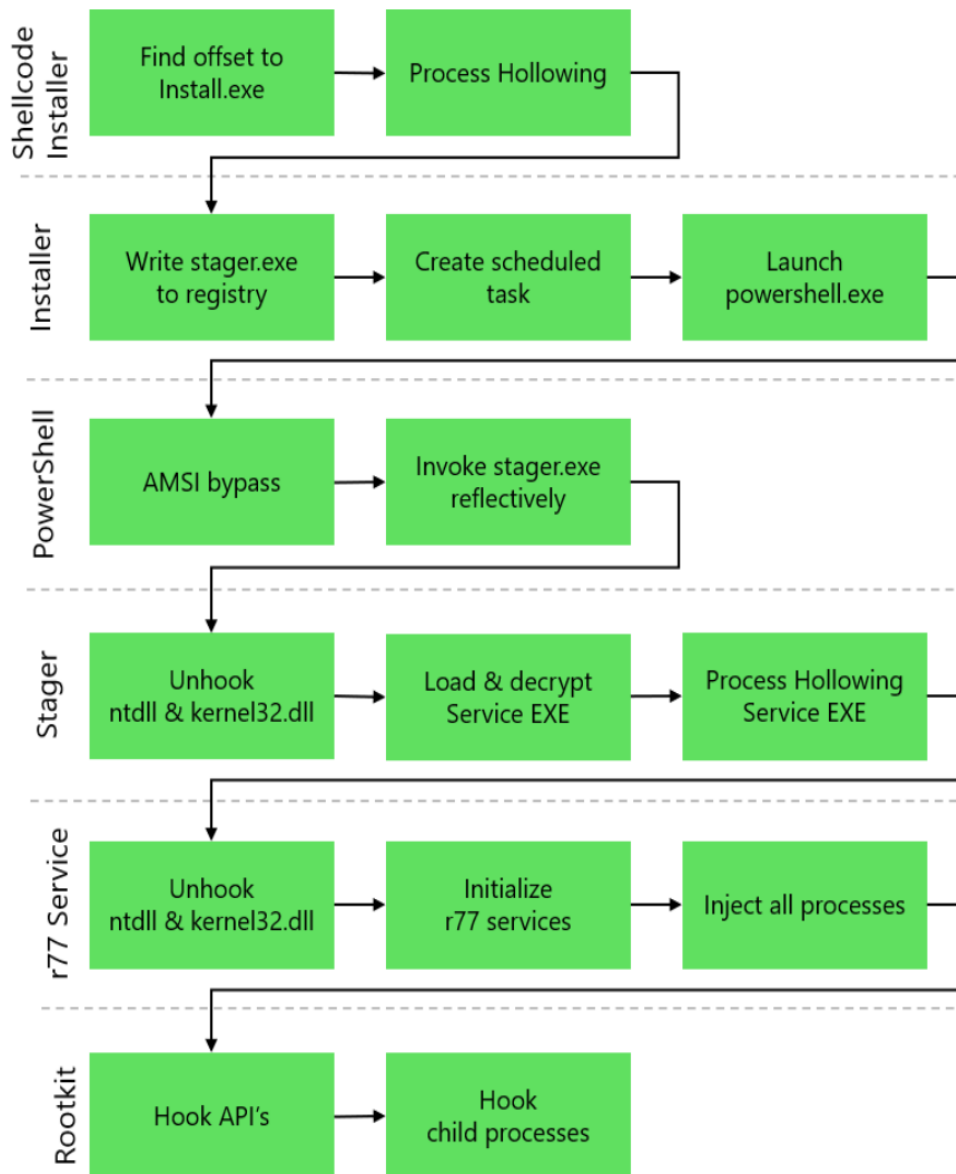 Shellcode
Installer
Find offset to
Install.exe
Process Hollowing
Installer
Write stager.exe
to registry
Create scheduled
task
Launch
powershell.exe
PowerShell
AMSI bypass
Invoke stager.exe
reflectively
Stager
Unhook
ntdll & kernel32.dll
Load & decrypt
Service EXE
Process Hollowing
Service EXE
r77 Service
Unhook
ntdll & kernel32.dll
Initialize
r77 services
Inject all processes
Rootkit
Hook API's
Hook
child processes